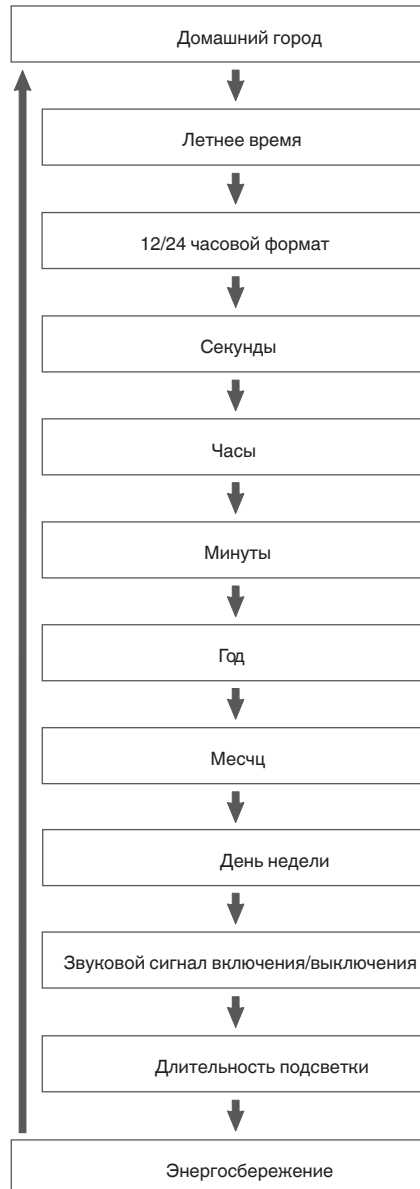 Домашний город
Летнее время
12/24 часовой формат
Секунды
Часы
Минуты
Год
Месчц
День недели
Звуковой сигнал включения/выключения
Длительность подсветки
Энергосбережение